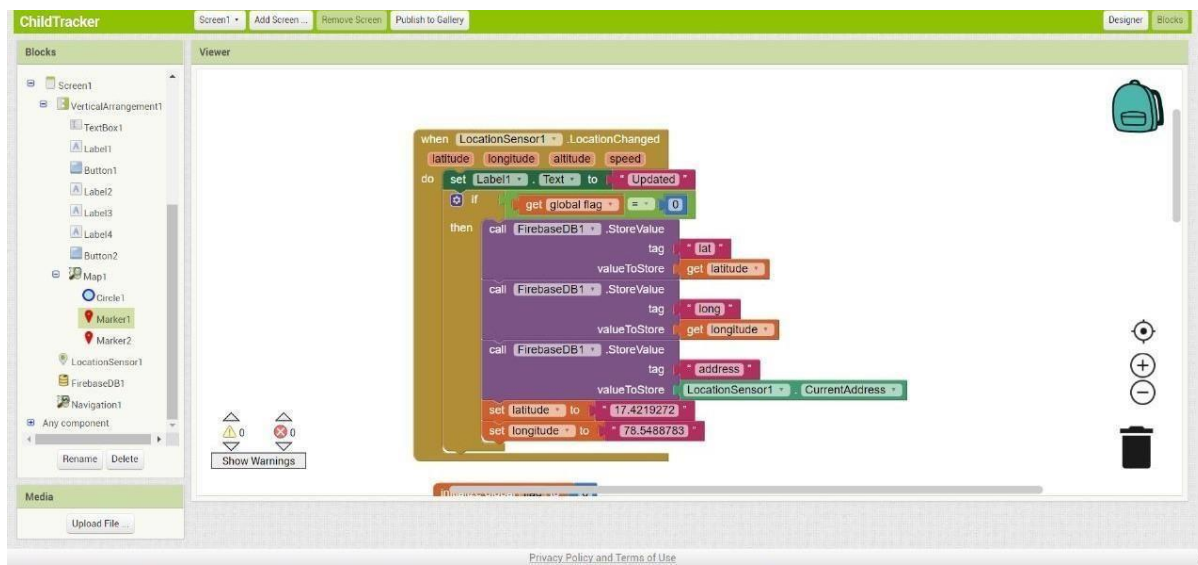 ChildTracker Screen1 Add Screen ... Remove Screen Publish to Gallery Designer Blocks
Blocks
Viewer
Screen1
VerticalArrangement1
TextBox1
Label1
Button1
Label2
Label3
Label4
Button2
Map1
Circle1
Marker1
Marker2
LocationSensor1
FirebaseDB1
Navigation1
Any component
Rename Delete
Media
Upload File ...
when LocationSensor1 .LocationChanged
latitude longitude altitude speed
do set Label1 . Text to " Updated "
if get global flag = 0
then call FirebaseDB1 .StoreValue
tag " lat "
valueToStore get latitude
call FirebaseDB1 .StoreValue
tag " long "
valueToStore get longitude
call FirebaseDB1 .StoreValue
tag " address "
valueToStore LocationSensor1 . CurrentAddress
set latitude to " 17.4219272 "
set longitude to " 78.5488783 "
0 0
Show Warnings
Privacy Policy and Terms of Use